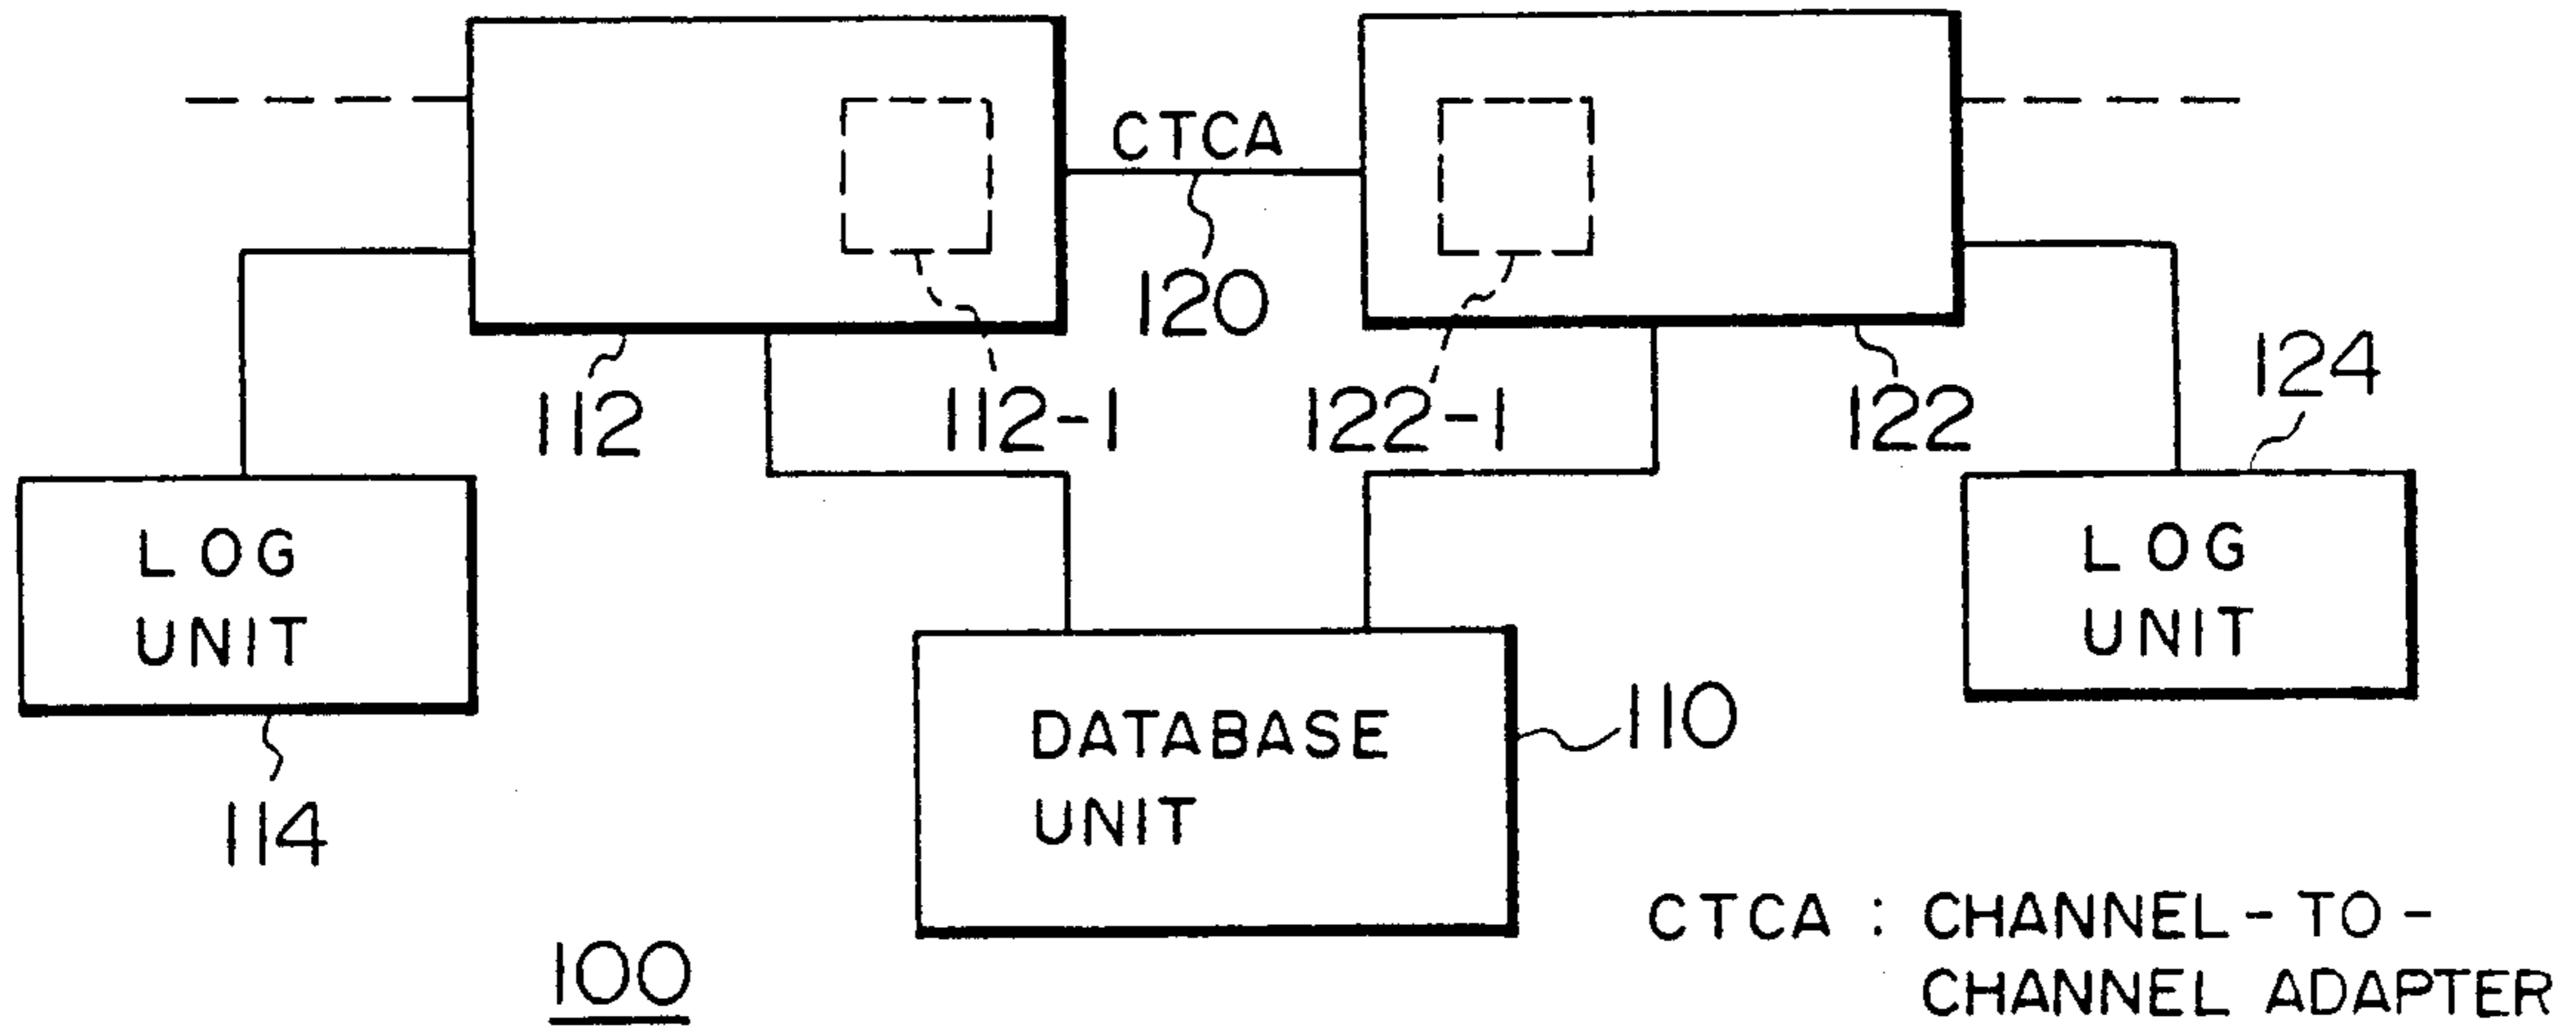 CTCA
120
112
112-1
122-1
122
124
LOG
UNIT
LOG
UNIT
DATABASE
UNIT
110
114
100
CTCA : CHANNEL-TO-
CHANNEL ADAPTER